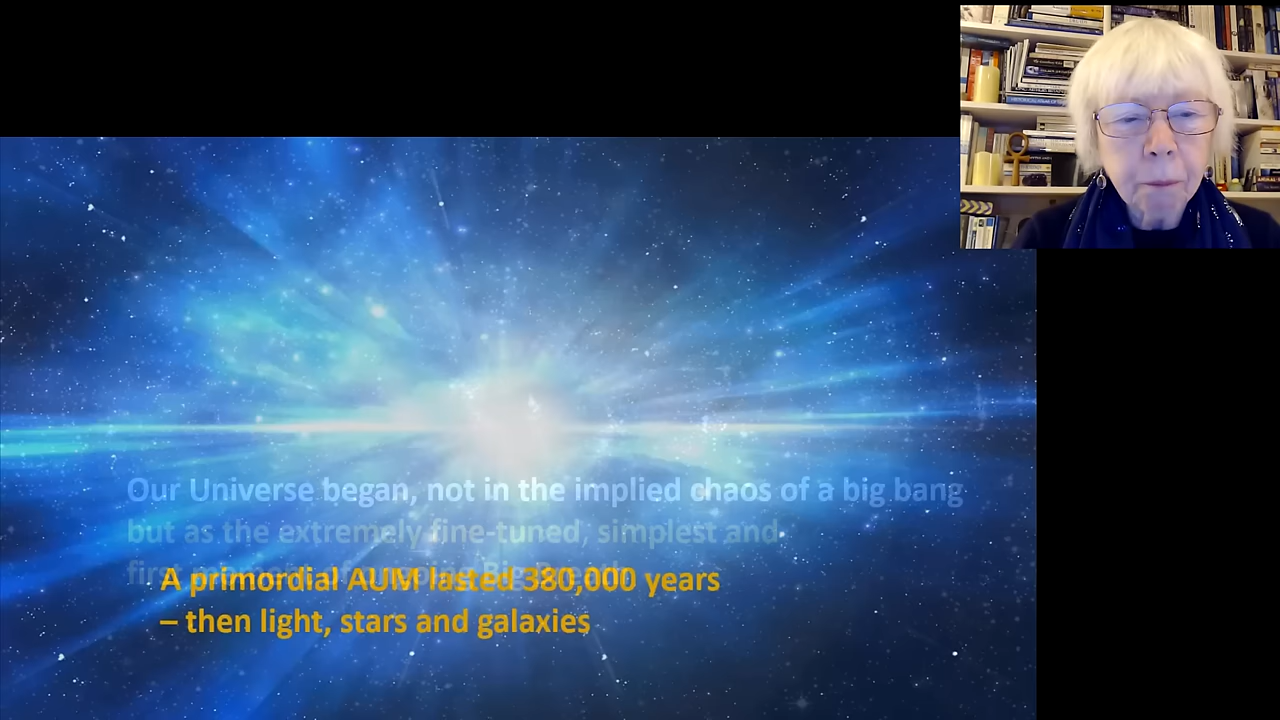 Our Universe began, not in the implied chaos of a big bang
but as the extremely fine-tuned, simplest and
A primordial AUM lasted 380,000 years
– then light, stars and galaxies